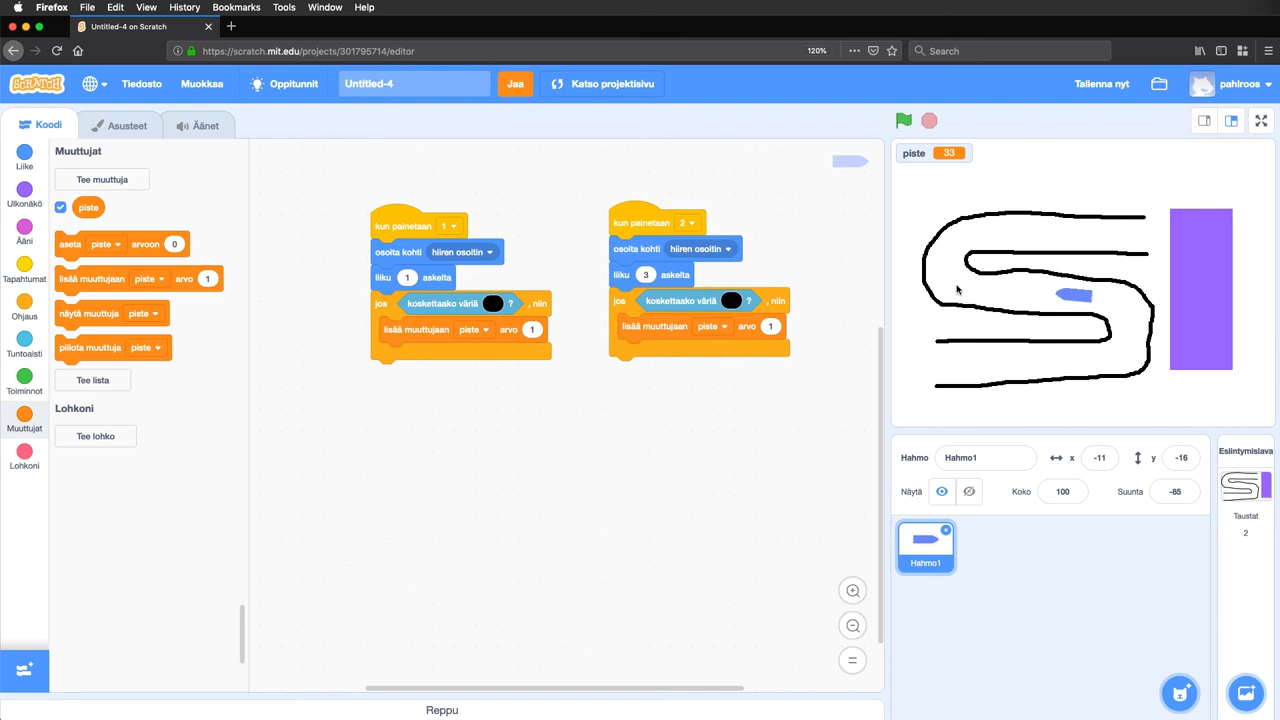 Firefox File Edit View History Bookmarks Tools Window Help
Untitled-4 on Scratch
https://scratch.mit.edu/projects/301795714/editor 120% Search
SCRATCH Tiedosto Muokkaa Oppitunnit Untitled-4 Jaa Katso projektisivu Tallenna nyt pahlroos
Koodi Asusteet Äänet
Liike
Ulkonäkö
Ääni
Tapahtumat
Ohjaus
Tuntoaisti
Toiminnot
Muuttujat
Lohkoni
Muuttujat
Tee muuttuja
piste
aseta piste arvoon 0
lisää muuttujaan piste arvo 1
näytä muuttuja piste
piilota muuttuja piste
Tee lista
Lohkoni
Tee lohko
kun painetaan 1
osoita kohti hiiren osoitin
liiku 1 askelta
jos koskettaako väriä ? , niin
lisää muuttujaan piste arvo 1
kun painetaan 2
osoita kohti hiiren osoitin
liiku 3 askelta
jos koskettaako väriä ? , niin
lisää muuttujaan piste arvo 1
piste 33
Hahmo Hahmo1 x -11 y -16
Näytä Koko 100 Suunta -85
Hahmo1
Esiintymislava
Taustat
2
Reppu